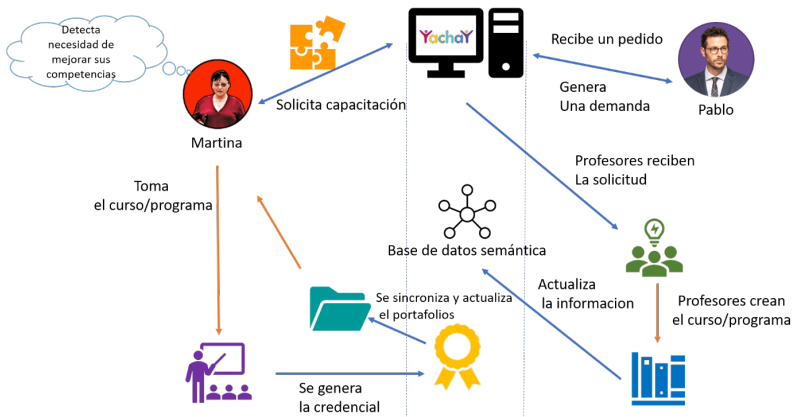 Detecta
necesidad de
mejorar sus
competencias
YachaY
Recibe un pedido
Solicita capacitación
Genera
Una demanda
Martina
Pablo
Profesores reciben
La solicitud
Toma
el curso/programa
Base de datos semántica
Actualiza
la informacion
Se sincroniza y actualiza
el portafolios
Profesores crean
el curso/programa
Se genera
la credencial